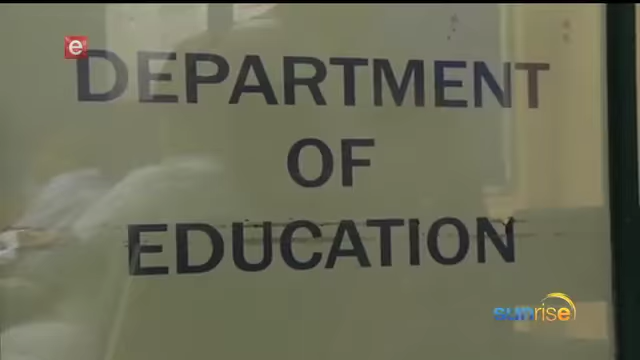 e
DEPARTMENT
OF
EDUCATION
sunrise